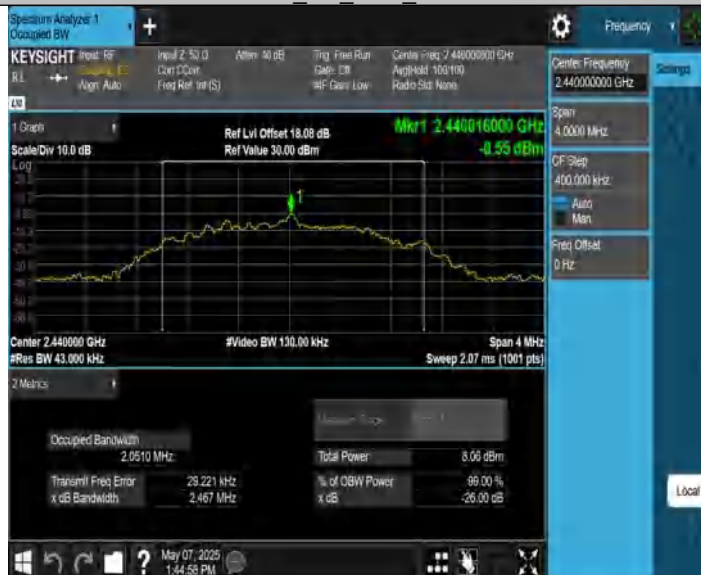 Spectrum Analyzer 1
Occupied BW
+
Frequency
KEYSIGHT Input: RF
R L
Align: Auto
Input Z: 50 Ω
Corr CCorr
Freq Ref: Int (S)
Atten: 40 dB
Trig: Free Run
Gate: Off
#IF Gain: Low
Center Freq: 2.440000000 GHz
Avg|Hold: 100/100
Radio Std: None
LXI
Center Frequency
2.440000000 GHz
Settings
Span
4.0000 MHz
CF Step
400.000 kHz
Auto
Man
Freq Offset
0 Hz
1 Graph
Scale/Div 10.0 dB
Ref Lvl Offset 18.08 dB
Ref Value 30.00 dBm
Mkr1 2.440016000 GHz
-0.55 dBm
Log
1
Center 2.440000 GHz
#Res BW 43.000 kHz
#Video BW 130.00 kHz
Span 4 MHz
Sweep 2.07 ms (1001 pts)
2 Metrics
Occupied Bandwidth
2.0510 MHz
Total Power 8.06 dBm
Transmit Freq Error 29.221 kHz
x dB Bandwidth 2.467 MHz
% of OBW Power 99.00 %
x dB -26.00 dB
Local
?
May 07, 2025
1:44:58 PM